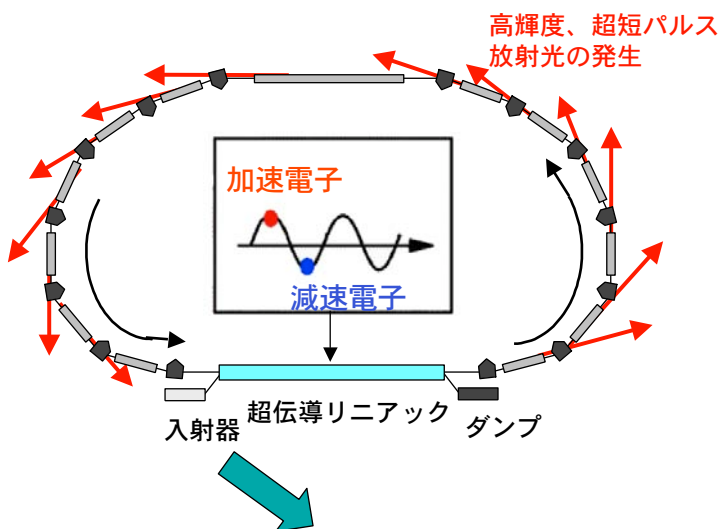 高輝度、超短パルス
放射光の発生
加速電子
減速電子
入射器
超伝導リニアック
ダンプ